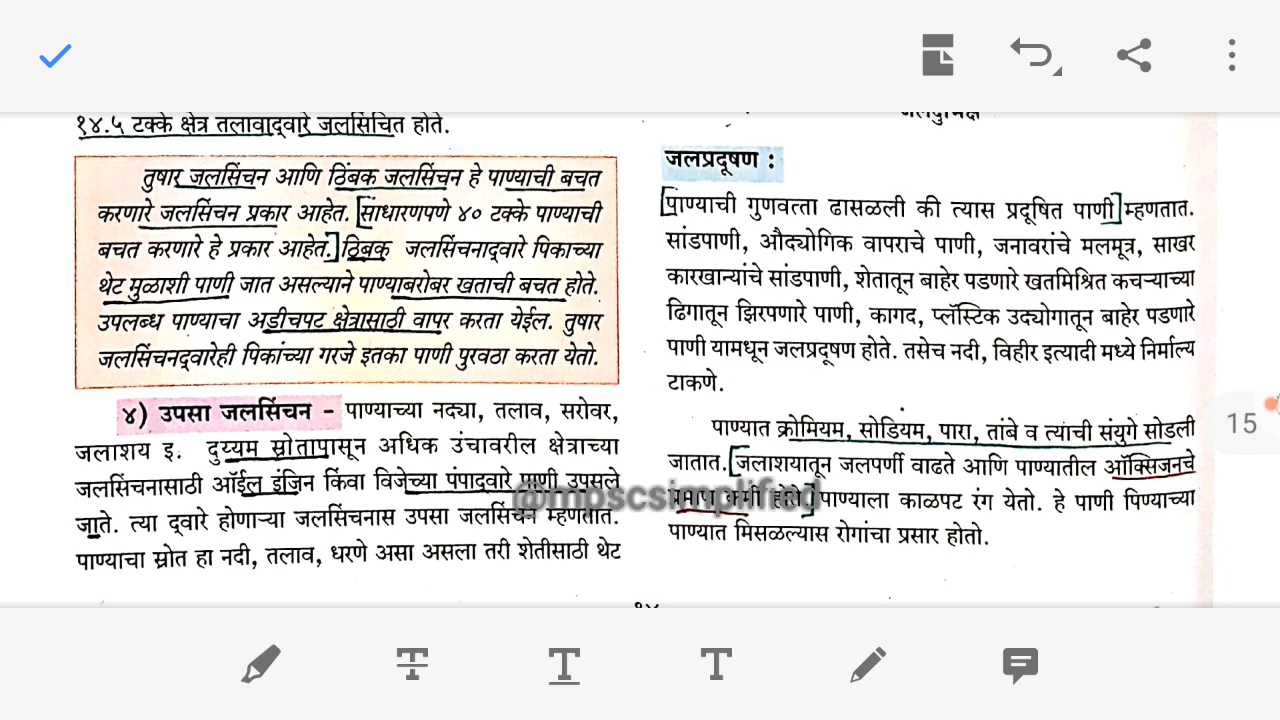 १४.५ टक्के क्षेत्र तलावाद्वारे जलसिंचित होते.
तुषार जलसिंचन आणि ठिंबक जलसिंचन हे पाण्याची बचत
करणारे जलसिंचन प्रकार आहेत. [साधारणपणे ४० टक्के पाण्याची
बचत करणारे हे प्रकार आहेत.] ठिबक जलसिंचनाद्वारे पिकाच्या
थेट मुळाशी पाणी जात असल्याने पाण्याबरोबर खताची बचत होते.
उपलब्ध पाण्याचा अडीचपट क्षेत्रासाठी वापर करता येईल. तुषार
जलसिंचनद्वारेही पिकांच्या गरजे इतका पाणी पुरवठा करता येतो.
४) उपसा जलसिंचन - पाण्याच्या नद्या, तलाव, सरोवर,
जलाशय इ. दुय्यम स्रोतापासून अधिक उंचावरील क्षेत्राच्या
जलसिंचनासाठी ऑईल इंजिन किंवा विजेच्या पंपाद्वारे पाणी उपसले
जाते. त्या द्वारे होणाऱ्या जलसिंचनास उपसा जलसिंचन म्हणतात.
पाण्याचा स्रोत हा नदी, तलाव, धरणे असा असला तरी शेतीसाठी थेट
जलप्रदूषण :
[पाण्याची गुणवत्ता ढासळली की त्यास प्रदूषित पाणी] म्हणतात.
सांडपाणी, औद्योगिक वापराचे पाणी, जनावरांचे मलमूत्र, साखर
कारखान्यांचे सांडपाणी, शेतातून बाहेर पडणारे खतमिश्रित कचऱ्याच्या
ढिगातून झिरपणारे पाणी, कागद, प्लॅस्टिक उद्योगातून बाहेर पडणारे
पाणी यामधून जलप्रदूषण होते. तसेच नदी, विहीर इत्यादी मध्ये निर्माल्य
टाकणे.
पाण्यात क्रोमियम, सोडियम, पारा, तांबे व त्यांची संयुगे सोडली
जातात. [जलाशयातून जलपर्णी वाढते आणि पाण्यातील ऑक्सिजनचे
प्रमाण कमी होते.] पाण्याला काळपट रंग येतो. हे पाणी पिण्याच्या
पाण्यात मिसळल्यास रोगांचा प्रसार होतो.
@mpscsimplified
15